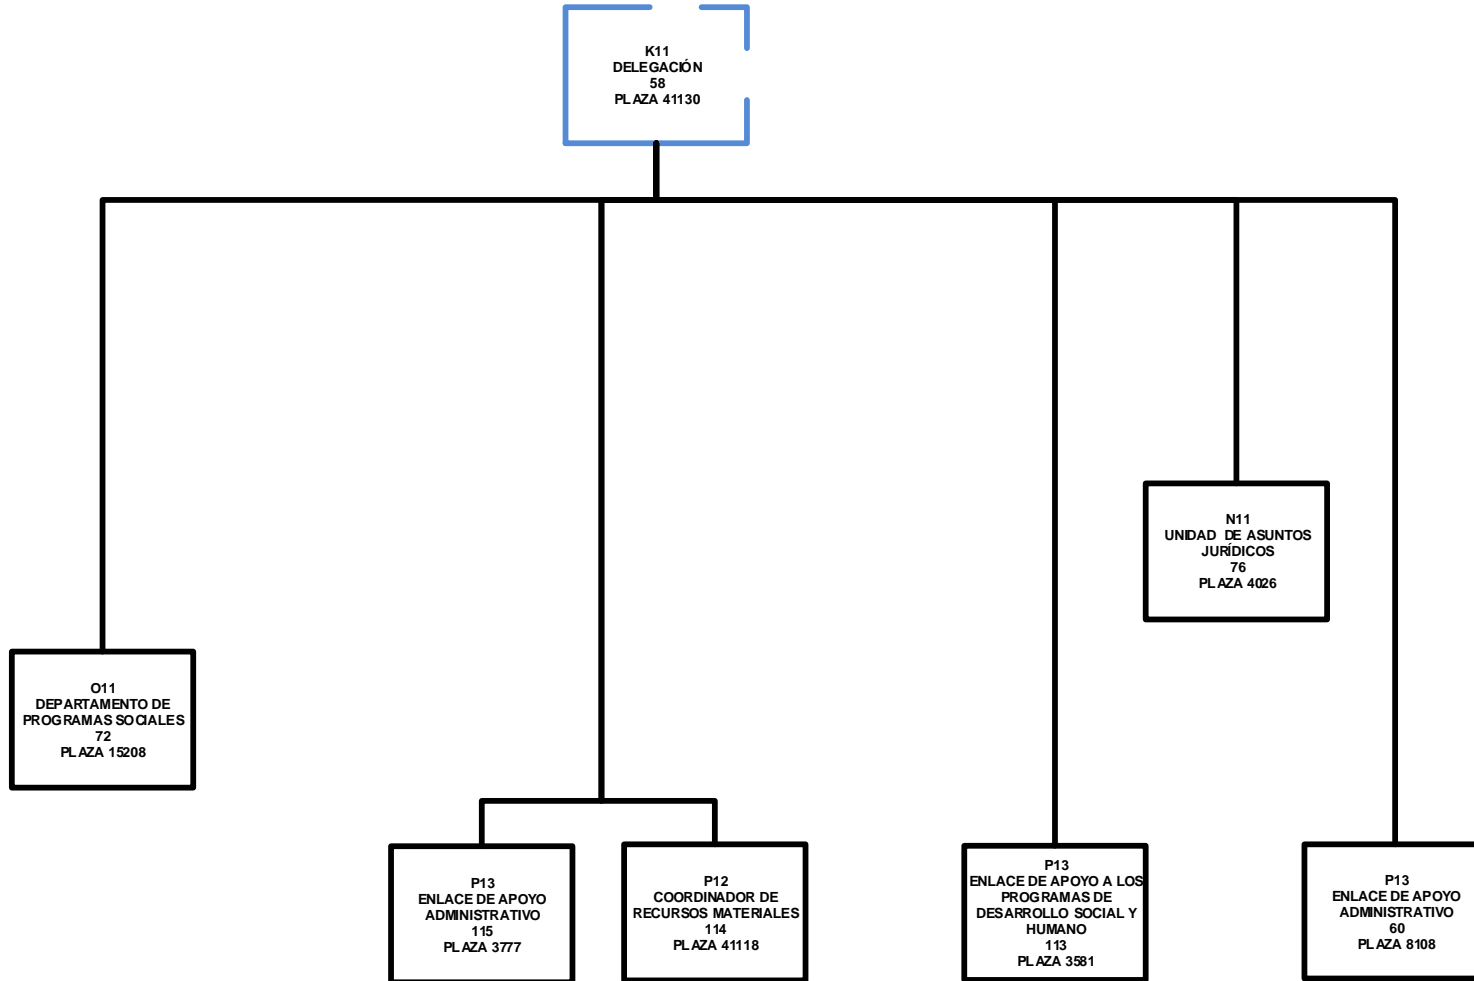 K11
DELEGACIÓN
58
PLAZA 41130
N11
UNIDAD DE ASUNTOS
JURÍDICOS
76
PLAZA 4026
O11
DEPARTAMENTO DE
PROGRAMAS SOCIALES
72
PLAZA 15208
P13
ENLACE DE APOYO
ADMINISTRATIVO
115
PLAZA 3777
P12
COORDINADOR DE
RECURSOS MATERIALES
114
PLAZA 41118
P13
ENLACE DE APOYO A LOS
PROGRAMAS DE
DESARROLLO SOCIAL Y
HUMANO
113
PLAZA 3581
P13
ENLACE DE APOYO
ADMINISTRATIVO
60
PLAZA 8108